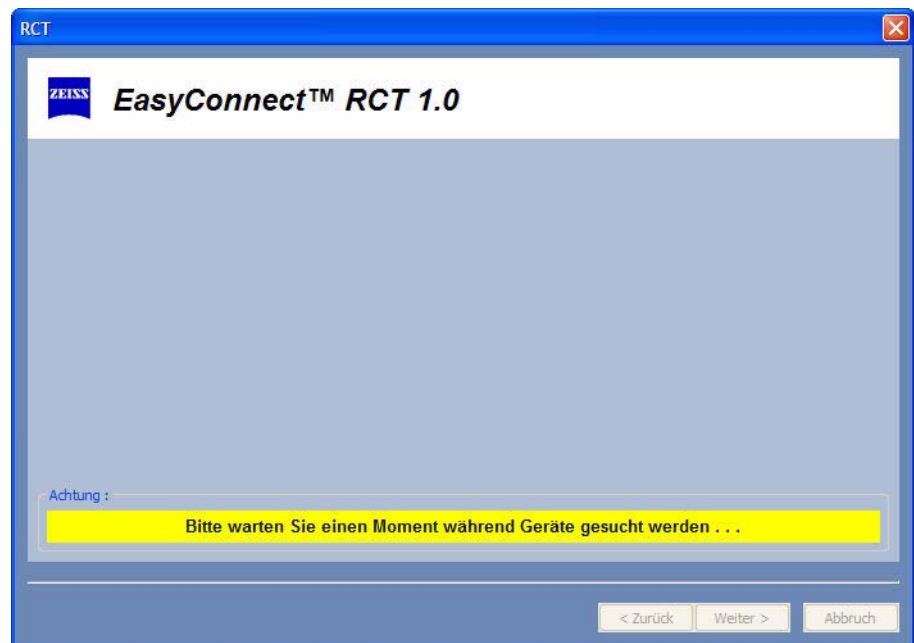 RCT
ZEISS
EasyConnect™ RCT 1.0
Achtung :
Bitte warten Sie einen Moment während Geräte gesucht werden . . .
< Zurück Weiter > Abbruch